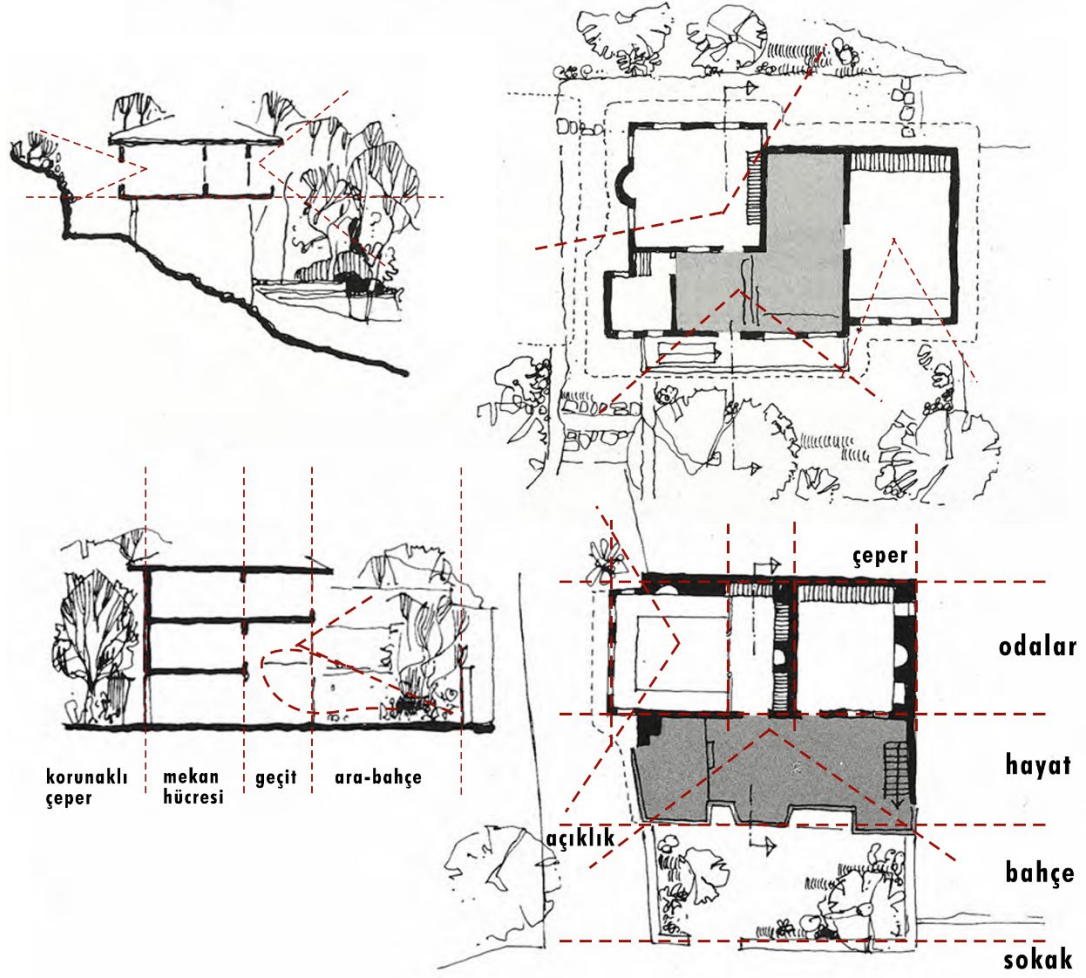 çeper
odalar
hayat
açıklık
bahçe
sokak
korunaklı
çeper
mekan
hücresi
geçit
ara-bahçe